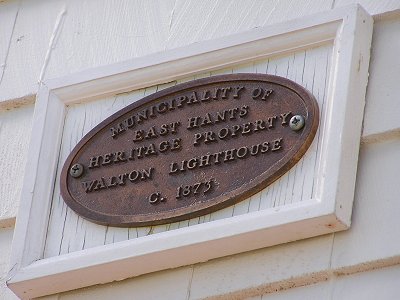 MUNICIPALITY OF
EAST HANTS
HERITAGE PROPERTY
WALTON LIGHTHOUSE
C. 1873